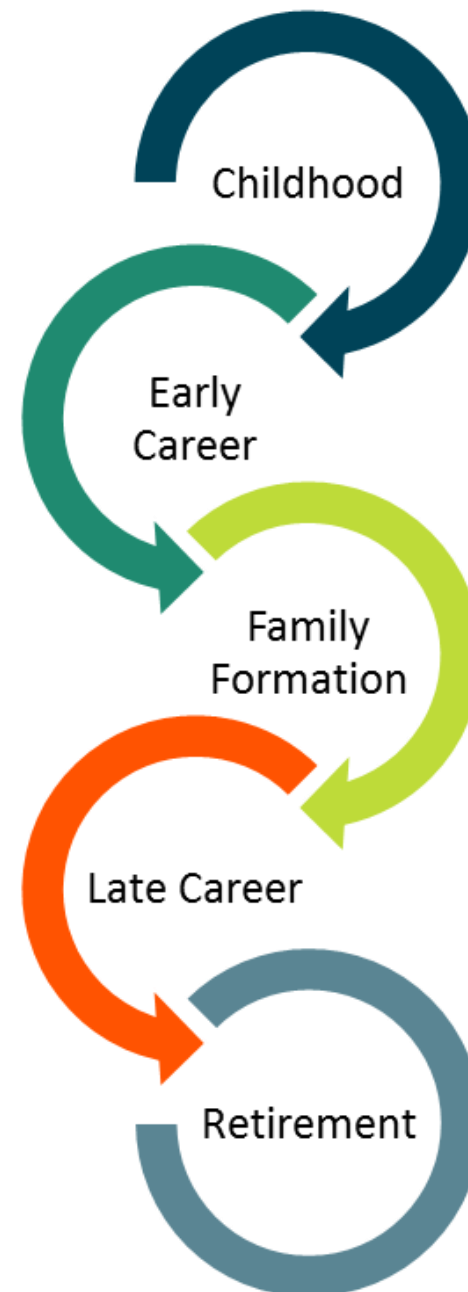 Childhood
Early
Career
Family
Formation
Late Career
Retirement